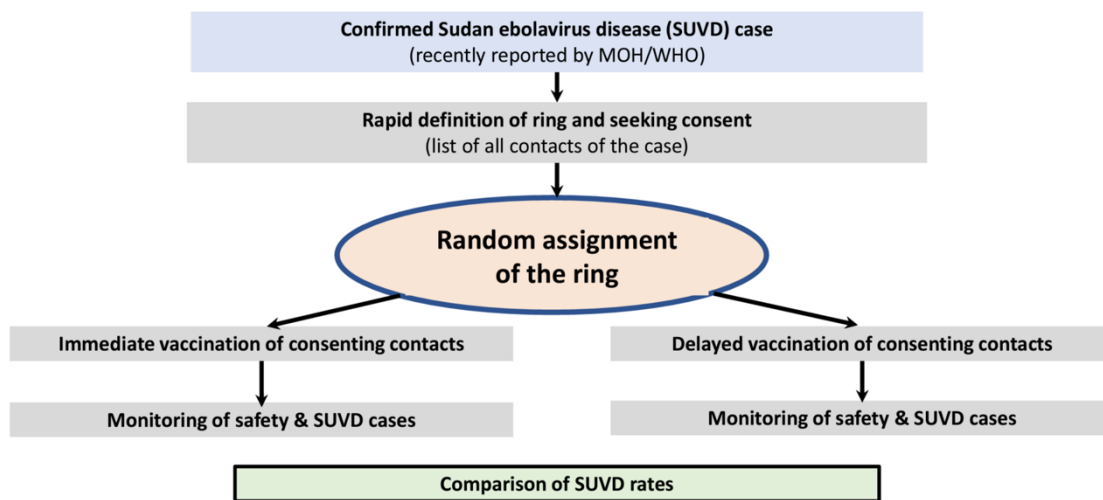 Confirmed Sudan ebolavirus disease (SUVD) case
(recently reported by MOH/WHO)
Rapid definition of ring and seeking consent
(list of all contacts of the case)
Random assignment
of the ring
Immediate vaccination of consenting contacts
Delayed vaccination of consenting contacts
Monitoring of safety & SUVD cases
Monitoring of safety & SUVD cases
Comparison of SUVD rates